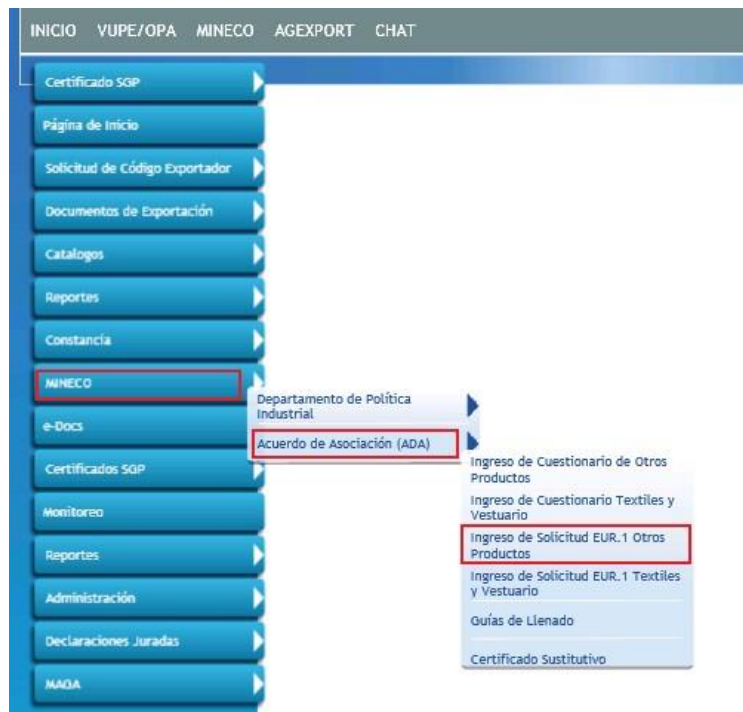 INICIO VUPE/OPA MINECO AGEXPORT CHAT
Certificado SGP
Página de Inicio
Solicitud de Código Exportador
Documentos de Exportación
Catalogos
Reportes
Constancia
MINECO
Departamento de Política
Industrial
Acuerdo de Asociación (ADA)
Ingreso de Cuestionario de Otros
Productos
Ingreso de Cuestionario Textiles y
Vestuario
Ingreso de Solicitud EUR.1 Otros
Productos
Ingreso de Solicitud EUR.1 Textiles
y Vestuario
Guías de Llenado
Certificado Sustitutivo
e-Docs
Certificados SGP
Monitoreo
Reportes
Administración
Declaraciones Juradas
MAGA